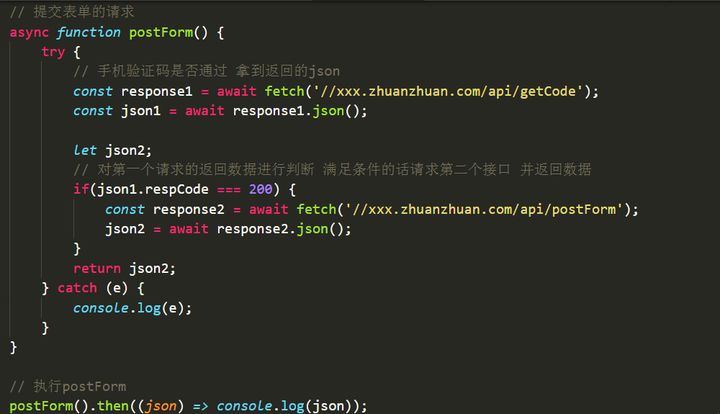 // 提交表单的请求
async function postForm() {
    try {
        // 手机验证码是否通过 拿到返回的json
        const response1 = await fetch('//xxx.zhuanzhuan.com/api/getCode');
        const json1 = await response1.json();

        let json2;
        // 对第一个请求的返回数据进行判断 满足条件的话请求第二个接口 并返回数据
        if(json1.respCode === 200) {
            const response2 = await fetch('//xxx.zhuanzhuan.com/api/postForm');
            json2 = await response2.json();
        }
        return json2;
    } catch (e) {
        console.log(e);
    }
}

// 执行postForm
postForm().then((json) => console.log(json));